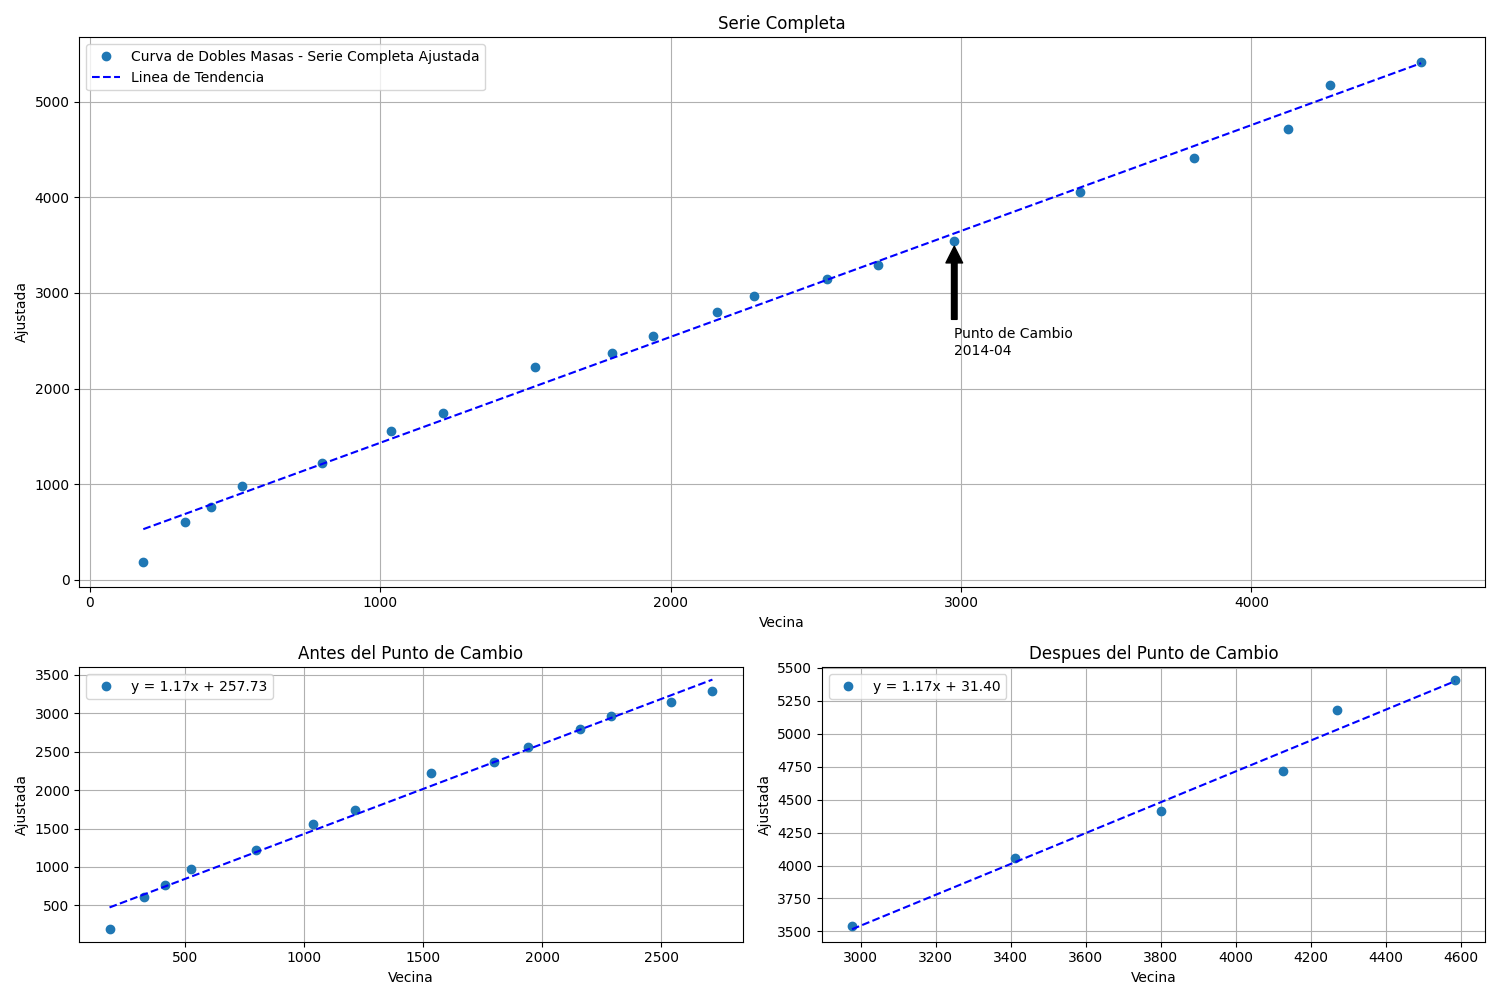 Serie Completa
Curva de Dobles Masas - Serie Completa Ajustada
Linea de Tendencia
5000
4000
3000
2000
1000
0
Ajustada
Punto de Cambio
2014-04
0 1000 2000 3000 4000
Vecina
Antes del Punto de Cambio
y = 1.17x + 257.73
3500
3000
2500
2000
1500
1000
500
Ajustada
500 1000 1500 2000 2500
Vecina
Despues del Punto de Cambio
y = 1.17x + 31.40
5500
5250
5000
4750
4500
4250
4000
3750
3500
Ajustada
3000 3200 3400 3600 3800 4000 4200 4400 4600
Vecina